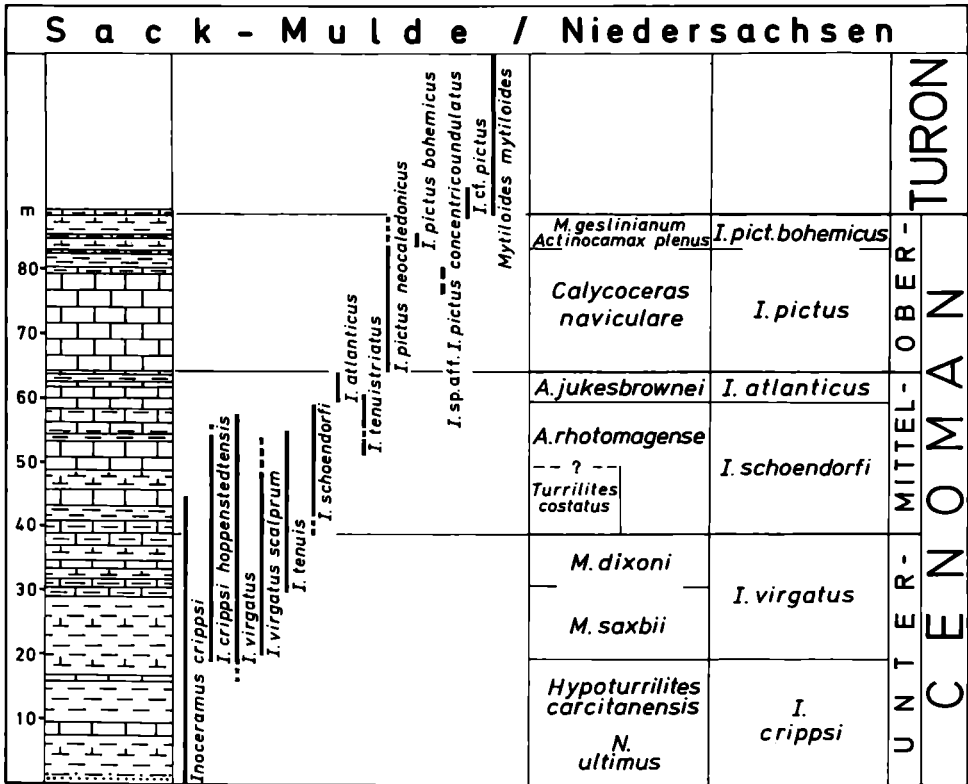 Sack-Mulde / Niedersachsen
m
80
70
60
50
40
30
20
10
Inoceramus crippsi
I. crippsi hoppenstedtensis
I. virgatus
I. virgatus scalprum
I. tenuis
I. schoendorfi
I. atlanticus
I. tenuistriatus
I. pictus neocaledonicus
I. pictus bohemicus
I. sp. aff. I. pictus concentricoundulatus
I. cf. pictus
Mytiloides mytiloides
M. geslinianum
Actinocamax plenus
Calycoceras
naviculare
A. jukesbrownei
A. rhotomagense
?
Turrilites
costatus
M. dixoni
M. saxbii
Hypoturrilites
carcitanensis
N.
ultimus
I. pict. bohemicus
I. pictus
I. atlanticus
I. schoendorfi
I. virgatus
I.
crippsi
OBER-
MITTEL-
UNTER-
TURON
CENOMAN